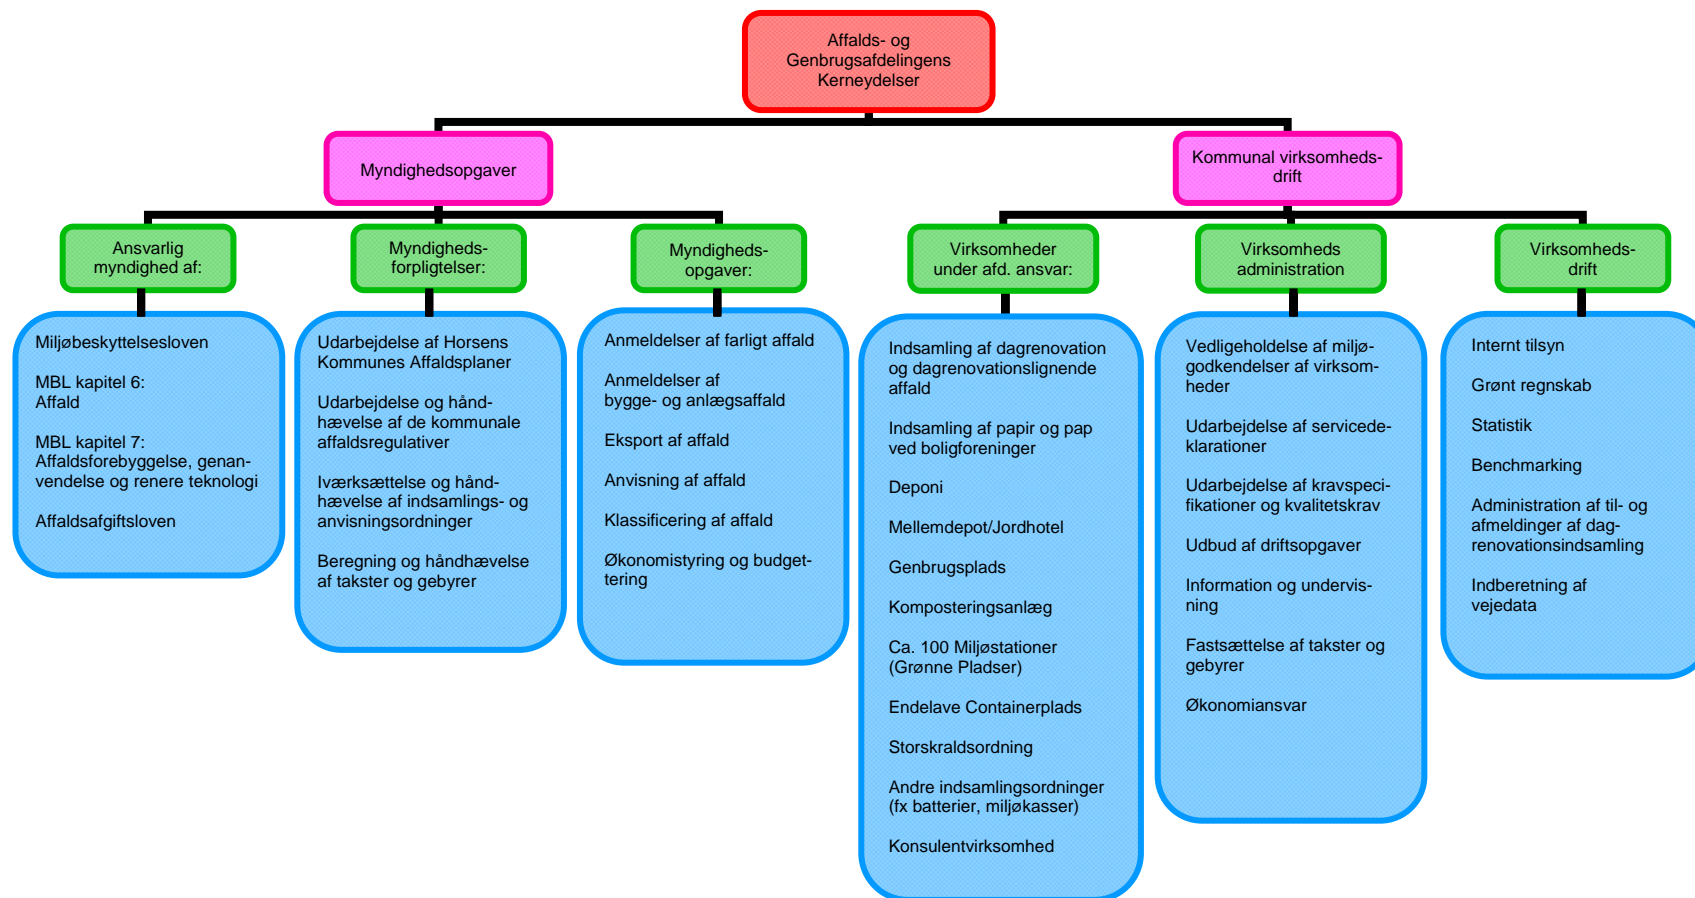 Affalds- og
Genbrugsafdelingens
Kerneydelser
Myndighedsopgaver
Kommunal virksomheds-
drift
Ansvarlig
myndighed af:
Myndigheds-
forpligtelser:
Myndigheds-
opgaver:
Virksomheder
under afd. ansvar:
Virksomheds
administration
Virksomheds-
drift
Miljøbeskyttelsesloven
MBL kapitel 6:
Affald
MBL kapitel 7:
Affaldsforebyggelse, genan-
vendelse og renere teknologi
Affaldsafgiftsloven
Udarbejdelse af Horsens
Kommunes Affaldsplaner
Udarbejdelse og hånd-
hævelse af de kommunale
affaldsregulativer
Iværksættelse og hånd-
hævelse af indsamlings- og
anvisningsordninger
Beregning og håndhævelse
af takster og gebyrer
Anmeldelser af farligt affald
Anmeldelser af
bygge- og anlægsaffald
Eksport af affald
Anvisning af affald
Klassificering af affald
Økonomistyring og budget-
tering
Indsamling af dagrenovation
og dagrenovationslignende
affald
Indsamling af papir og pap
ved boligforeninger
Deponi
Mellemdepot/Jordhotel
Genbrugsplads
Komposteringsanlæg
Ca. 100 Miljøstationer
(Grønne Pladser)
Endelave Containerplads
Storskraldsordning
Andre indsamlingsordninger
(fx batterier, miljøkasser)
Konsulentvirksomhed
Vedligeholdelse af miljø-
godkendelser af virksom-
heder
Udarbejdelse af servicede-
klarationer
Udarbejdelse af kravspeci-
fikationer og kvalitetskrav
Udbud af driftsopgaver
Information og undervis-
ning
Fastsættelse af takster og
gebyrer
Økonomiansvar
Internt tilsyn
Grønt regnskab
Statistik
Benchmarking
Administration af til- og
afmeldinger af dag-
renovationsindsamling
Indberetning af
vejedata